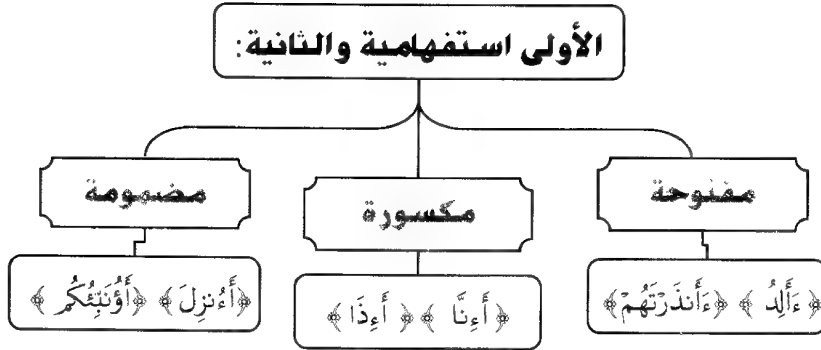 الأولى استفهامية والثانية:
مفتوحة
مكسورة
مضمومة
﴿ءَأَلِدُ﴾ ﴿ءَأَنذَرۡتَهُمۡ﴾
﴿أَءِنَّا﴾ ﴿أَءِذَا﴾
﴿أَءُنزِلَ﴾ ﴿أَؤُنَبِّئُكُم﴾